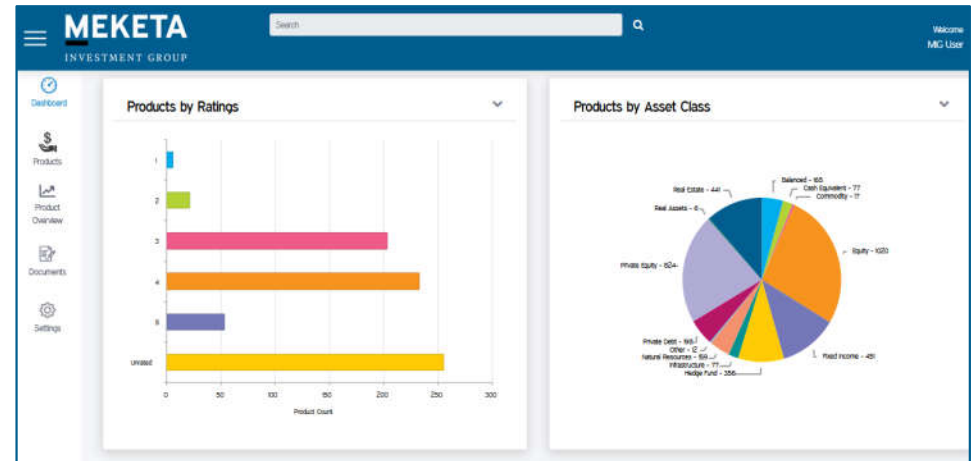 MEKETA
INVESTMENT GROUP
Search
Welcome
MIG User
Dashboard
Products
Product
Overview
Documents
Settings
Products by Ratings
1
2
3
4
5
Unrated
0
50
100
150
200
250
300
Product Count
Products by Asset Class
Balanced - 165
Cash Equivalent - 77
Commodity - 17
Equity - 1020
Fixed Income - 451
Hedge Fund - 356
Infrastructure - 77
Natural Resources - 159
Other - 12
Private Debt -
Private Equity - 824
Real Assets - 6
Real Estate - 441